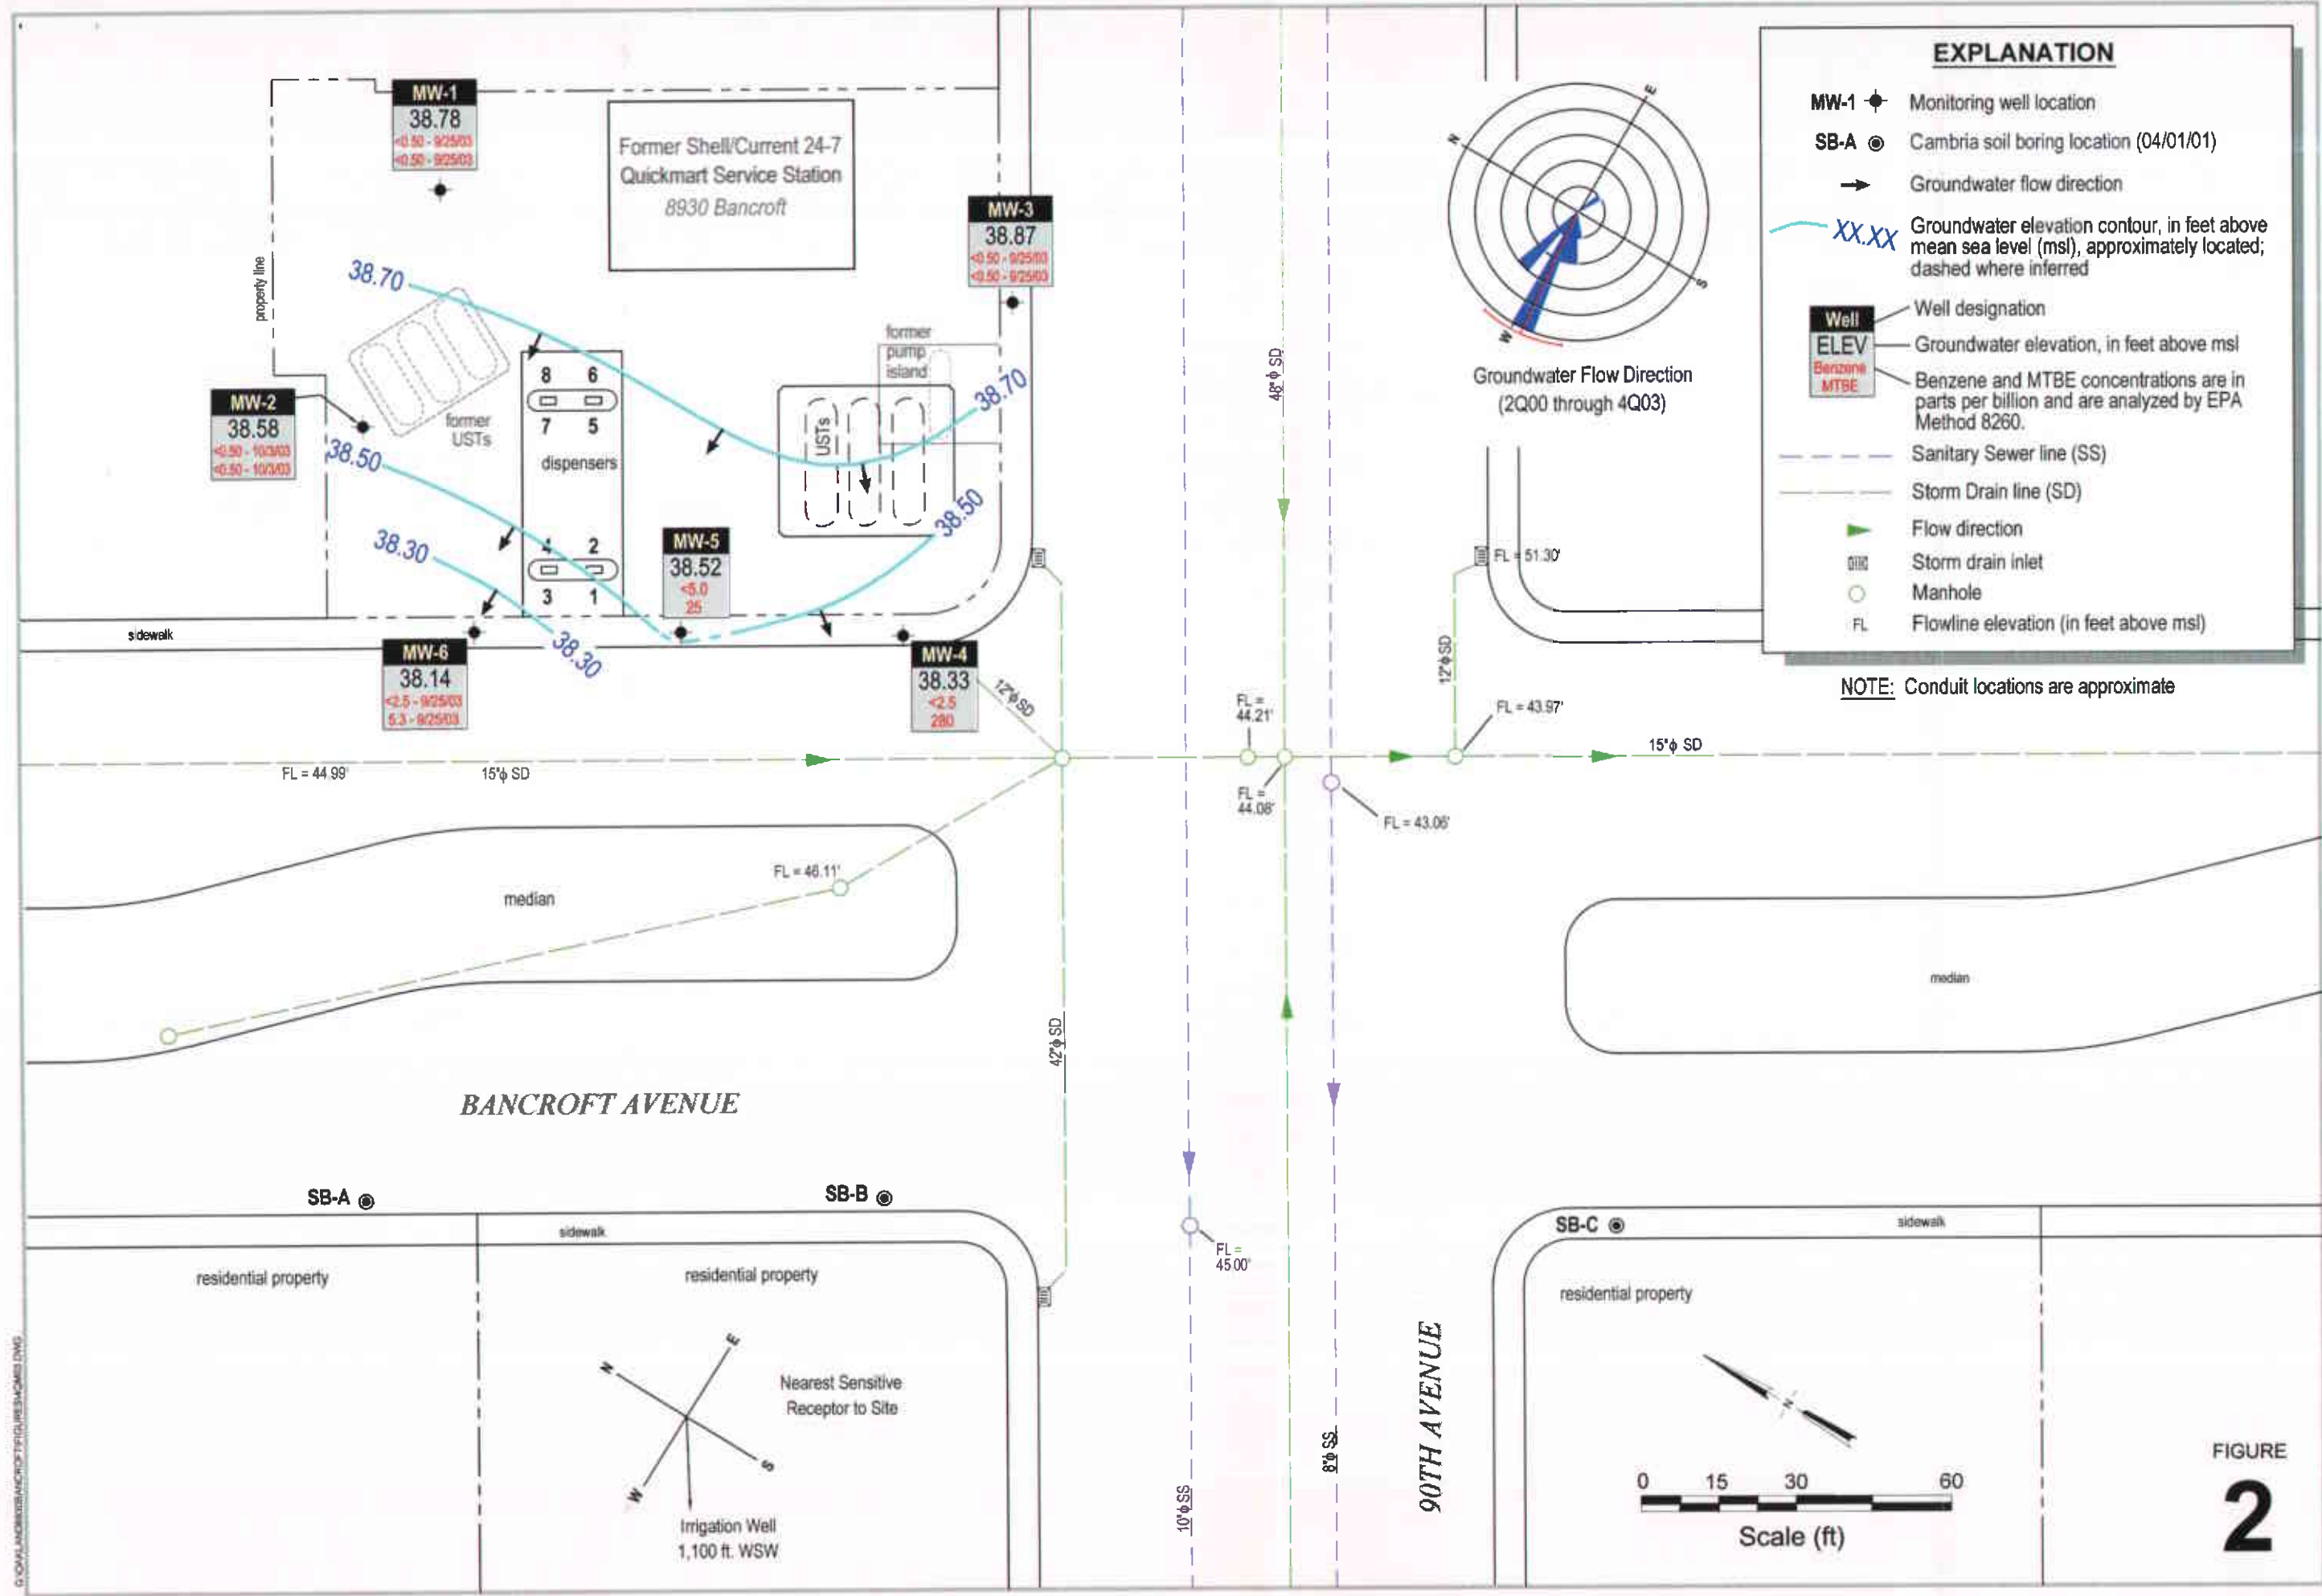 MW-1
38.78
<0.50 - 9/25/03
<0.50 - 9/25/03
Former Shell/Current 24-7
Quickmart Service Station
8930 Bancroft
MW-3
38.87
<0.50 - 9/25/03
<0.50 - 9/25/03
property line
38.70
former
pump
island
38.70
MW-2
38.58
<0.50 - 10/3/03
<0.50 - 10/3/03
former
USTs
8 6
7 5
dispensers
USTs
38.50
38.50
38.30
4 2
3 1
MW-5
38.52
<5.0
25
38.30
sidewalk
MW-6
38.14
<2.5 - 9/25/03
5.3 - 9/25/03
MW-4
38.33
<2.5
280
12"ϕ SD
48"ϕ SD
E
N
S
W
Groundwater Flow Direction
(2Q00 through 4Q03)
FL = 51.30'
12"ϕ SD
EXPLANATION
MW-1 Monitoring well location
SB-A Cambria soil boring location (04/01/01)
Groundwater flow direction
XX.XX Groundwater elevation contour, in feet above
mean sea level (msl), approximately located;
dashed where inferred
Well
ELEV
Benzene
MTBE
Well designation
Groundwater elevation, in feet above msl
Benzene and MTBE concentrations are in
parts per billion and are analyzed by EPA
Method 8260.
Sanitary Sewer line (SS)
Storm Drain line (SD)
Flow direction
Storm drain inlet
Manhole
FL Flowline elevation (in feet above msl)
NOTE: Conduit locations are approximate
FL = 44.99'
15"ϕ SD
FL =
44.21'
FL =
44.08'
FL = 43.97'
15"ϕ SD
FL = 43.06'
FL = 46.11'
median
median
42"ϕ SD
BANCROFT AVENUE
SB-A
SB-B
SB-C
sidewalk
sidewalk
FL =
45.00'
residential property
residential property
residential property
E
N
S
W
Nearest Sensitive
Receptor to Site
Irrigation Well
1,100 ft. WSW
10"ϕ SS
8"ϕ SS
90TH AVENUE
N
0 15 30 60
Scale (ft)
FIGURE
2